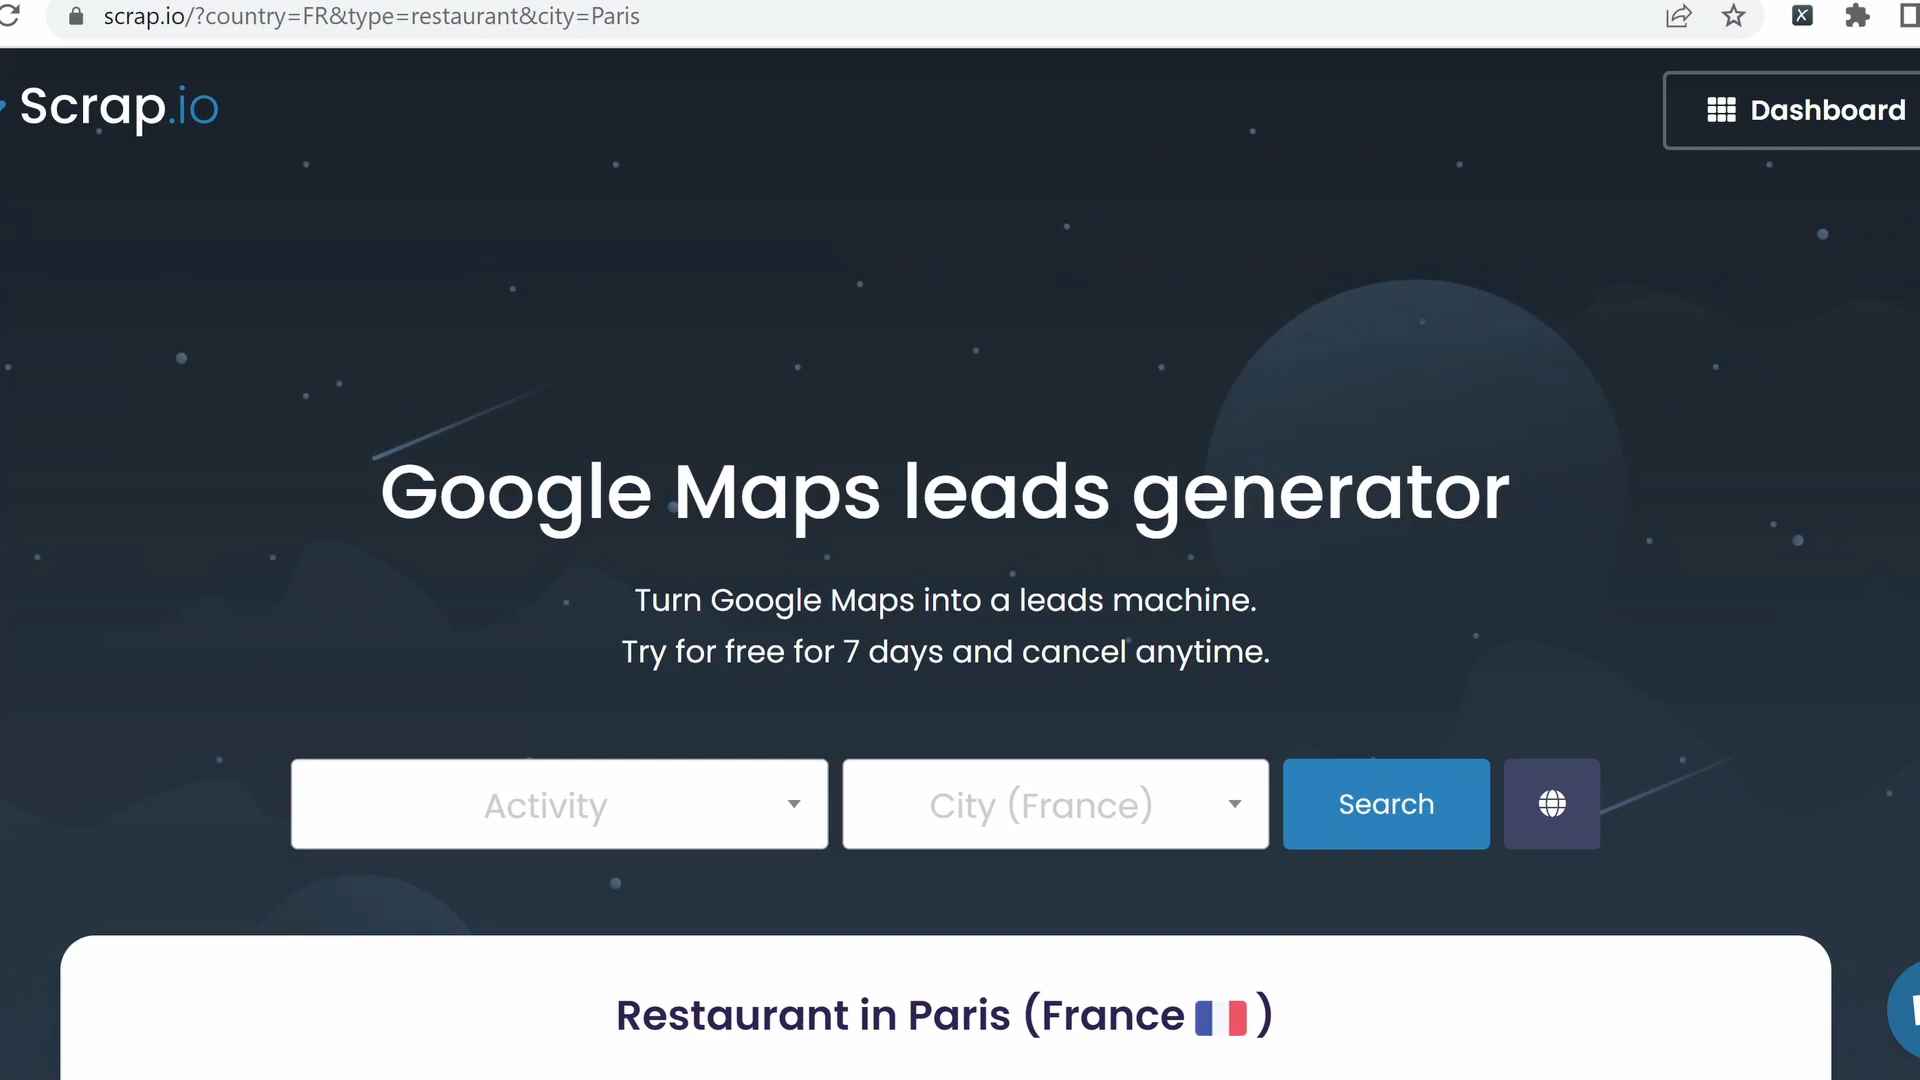 scrap.io/?country=FR&type=restaurant&city=Paris
Scrap.io
Dashboard
Google Maps leads generator
Turn Google Maps into a leads machine.
Try for free for 7 days and cancel anytime.
Activity
City (France)
Search
Restaurant in Paris (France 🇫🇷 )